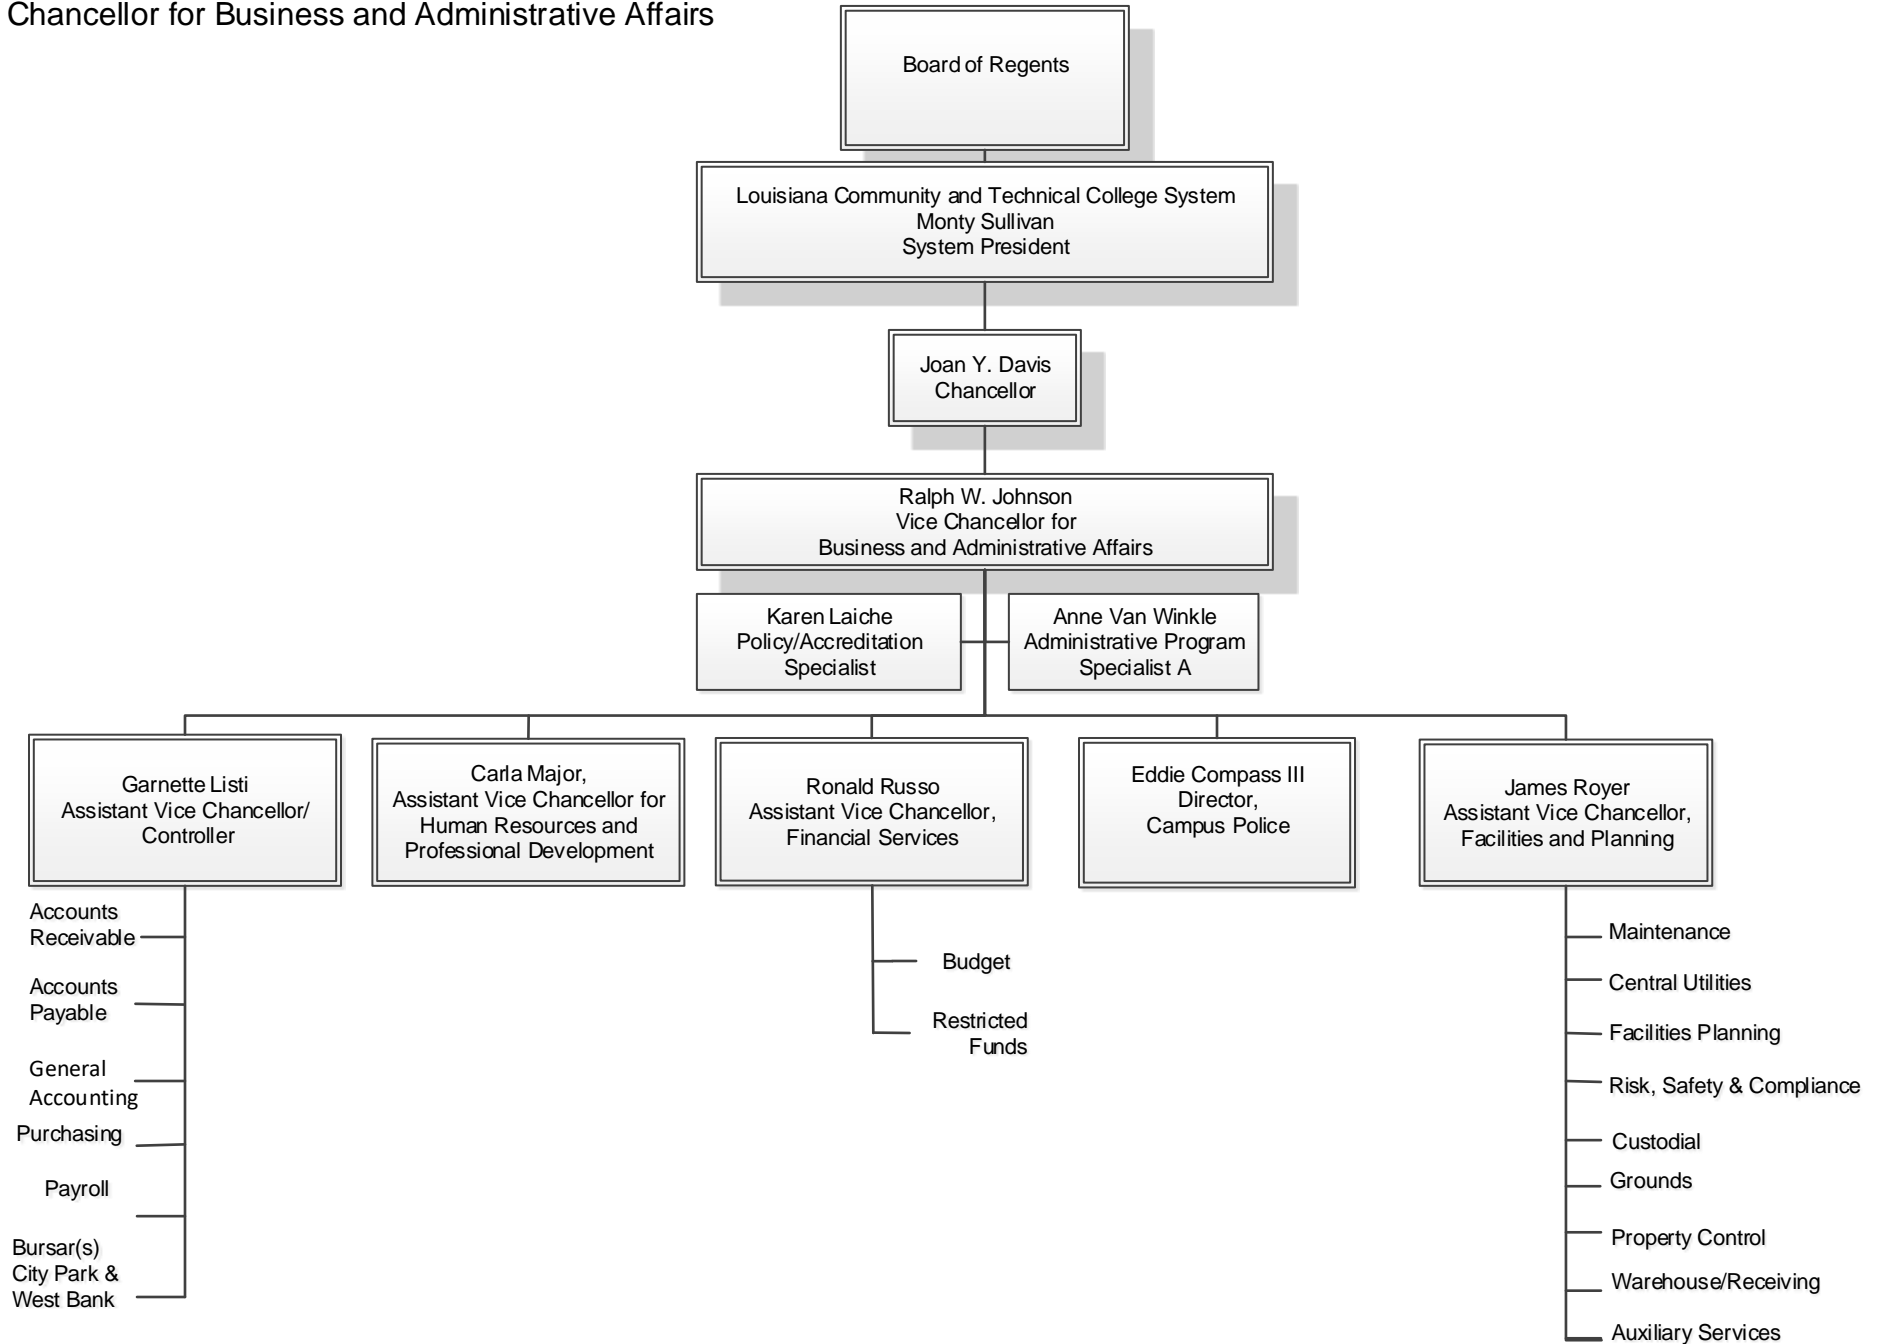 Chancellor for Business and Administrative Affairs
Board of Regents
Louisiana Community and Technical College System
Monty Sullivan
System President
Joan Y. Davis
Chancellor
Ralph W. Johnson
Vice Chancellor for
Business and Administrative Affairs
Karen Laiche
Policy/Accreditation
Specialist
Anne Van Winkle
Administrative Program
Specialist A
Garnette Listi
Assistant Vice Chancellor/
Controller
Carla Major,
Assistant Vice Chancellor for
Human Resources and
Professional Development
Ronald Russo
Assistant Vice Chancellor,
Financial Services
Eddie Compass III
Director,
Campus Police
James Royer
Assistant Vice Chancellor,
Facilities and Planning
Accounts
Receivable
Accounts
Payable
General
Accounting
Purchasing
Payroll
Bursar(s)
City Park &
West Bank
Budget
Restricted
Funds
Maintenance
Central Utilities
Facilities Planning
Risk, Safety & Compliance
Custodial
Grounds
Property Control
Warehouse/Receiving
Auxiliary Services